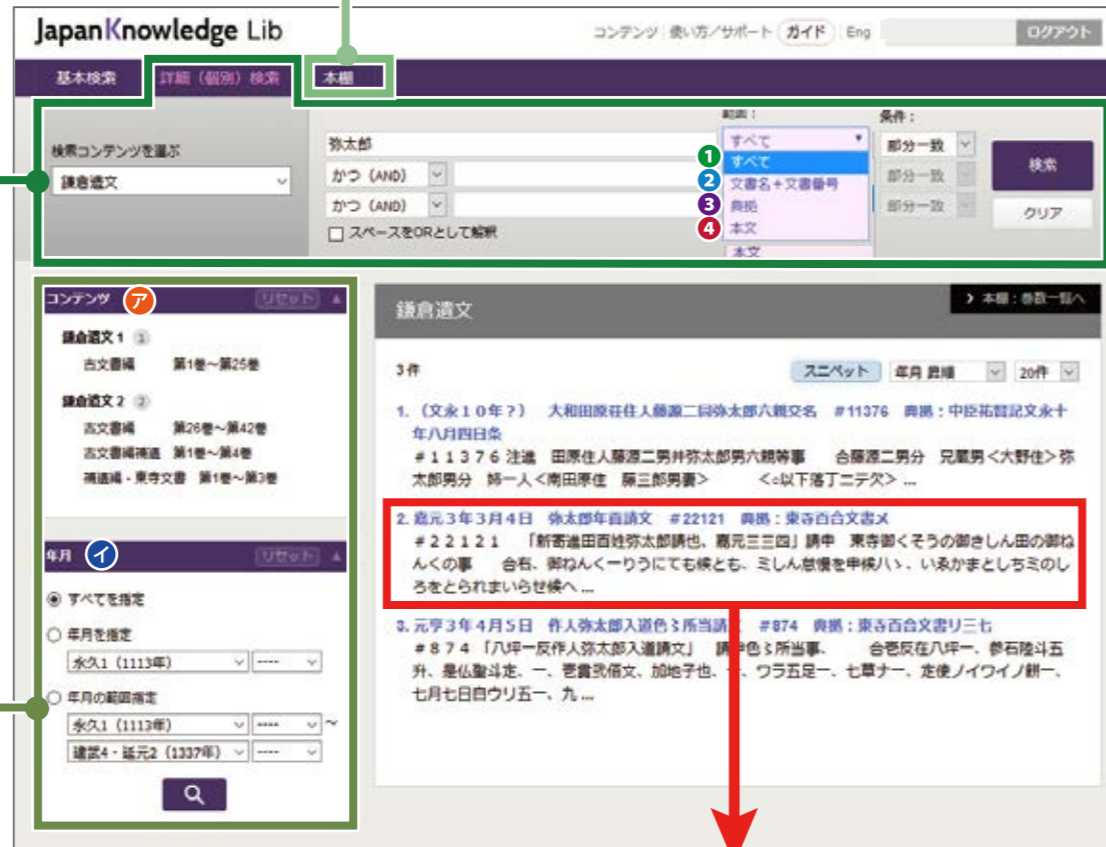 JapanKnowledge Lib
コンテンツ 使い方/サポート ガイド Eng ログアウト
基本検索 詳細(個別)検索 本棚
範囲: 条件:
検索コンテンツを選ぶ 弥太郎 すべて 部分一致
鎌倉遺文 かつ (AND) 部分一致
かつ (AND) 部分一致
検索
クリア
1 すべて
2 文書名+文書番号
3 典拠
4 本文
本文
スペースをORとして解釈
コンテンツ ア リセット
鎌倉遺文1 1
古文書編 第1巻~第25巻
鎌倉遺文2 2
古文書編 第26巻~第42巻
古文書編補遺 第1巻~第4巻
補遺編・東寺文書 第1巻~第3巻
年月 イ リセット
すべてを指定
年月を指定
永久1 (1113年) ----
年月の範囲指定
永久1 (1113年) ---- ~
建武4・延元2 (1337年) ----
鎌倉遺文 本棚:巻数一覧へ
3件 スニペット 年月 昇順 20件
1. (文永10年?) 大和田原荘住人藤源二同弥太郎六親交名 #11376 典拠:中臣祐賢記文永十
年八月四日条
#11376 注進 田原住人藤源二男并弥太郎男六親等事 合藤源二男分 兄蔵男<大野住>弥
太郎男分 姉一人<南田原住 藤三郎男妻> <○以下落丁ニテ欠> ...
2. 嘉元3年3月4日 弥太郎年貢請文 #22121 典拠:東寺百合文書メ
#22121 「新寄進田百姓弥太郎請也、嘉元三三四」請申 東寺御くそうの御きしん田の御ね
んくの事 合右、御ねんく一りうにても候とも、ミしん怠慢を申候ハゝ、いゑかまとしちミのし
ろをとられまいらせ候へ ...
3. 元亨3年4月5日 作人弥太郎入道色〻所当請文 #874 典拠:東寺百合文書リ三七
#874 「八坪一反作人弥太郎入道請文」 請申色〻所当事、 合壱反在八坪一、参石陸斗五
升、是仏聖斗定、一、壱貫弐佰文、加地子也、一、ワラ五足一、七草ナ一、定使ノイワイノ餅一、
七月七日自ウリ五一、九 ...